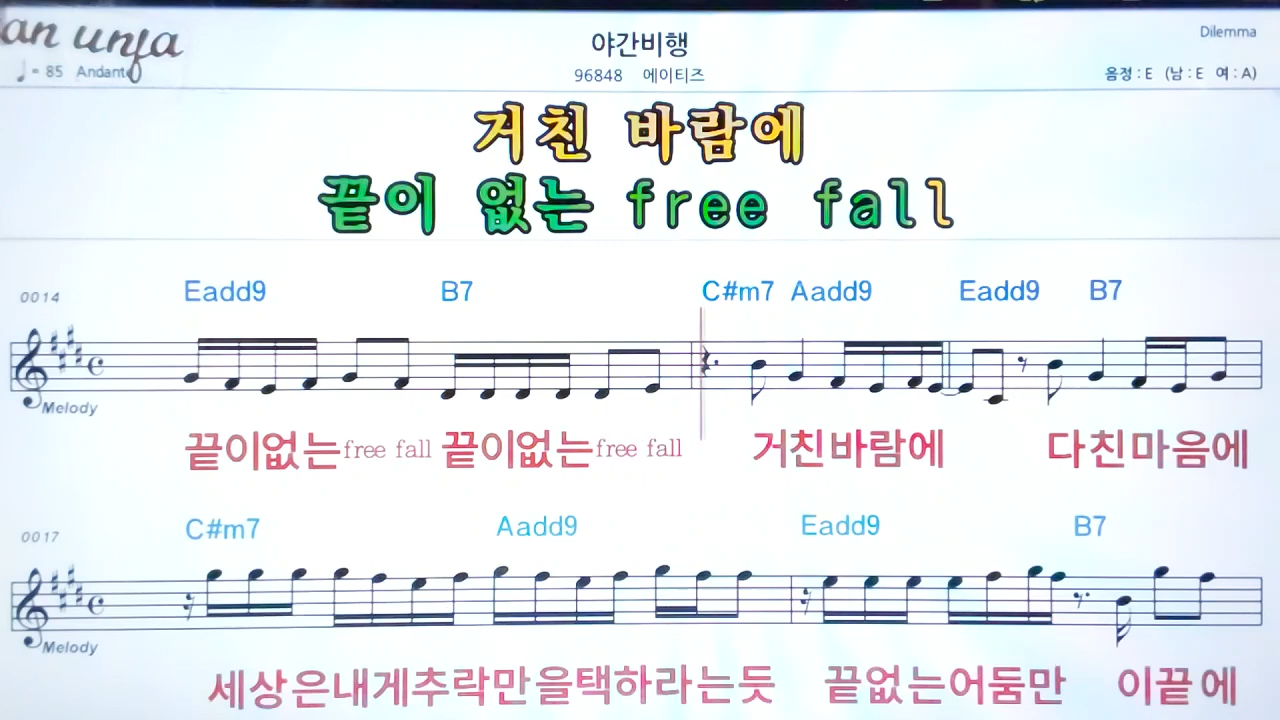 an unja
Dilemma
야간비행
♩= 85 Andante
96848 에이티즈
음정 : E (남 : E 여 : A)
거친 바람에
끝이 없는 free fall
0014
Eadd9 B7 C#m7 Aadd9 Eadd9 B7
Melody
끝이없는free fall 끝이없는free fall 거친바람에 다친마음에
0017
C#m7 Aadd9 Eadd9 B7
Melody
세상은내게추락만을택하라는듯 끝없는어둠만 이끝에